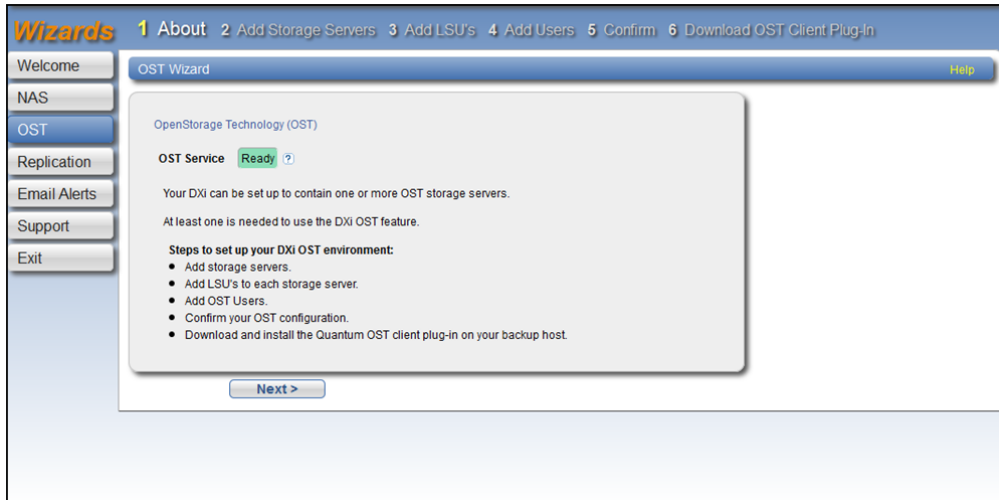 Wizards
1 About 2 Add Storage Servers 3 Add LSU's 4 Add Users 5 Confirm 6 Download OST Client Plug-In
Welcome
NAS
OST
Replication
Email Alerts
Support
Exit
OST Wizard
Help
OpenStorage Technology (OST)
OST Service Ready ?
Your DXi can be set up to contain one or more OST storage servers.
At least one is needed to use the DXi OST feature.
Steps to set up your DXi OST environment:
• Add storage servers.
• Add LSU's to each storage server.
• Add OST Users.
• Confirm your OST configuration.
• Download and install the Quantum OST client plug-in on your backup host.
Next >